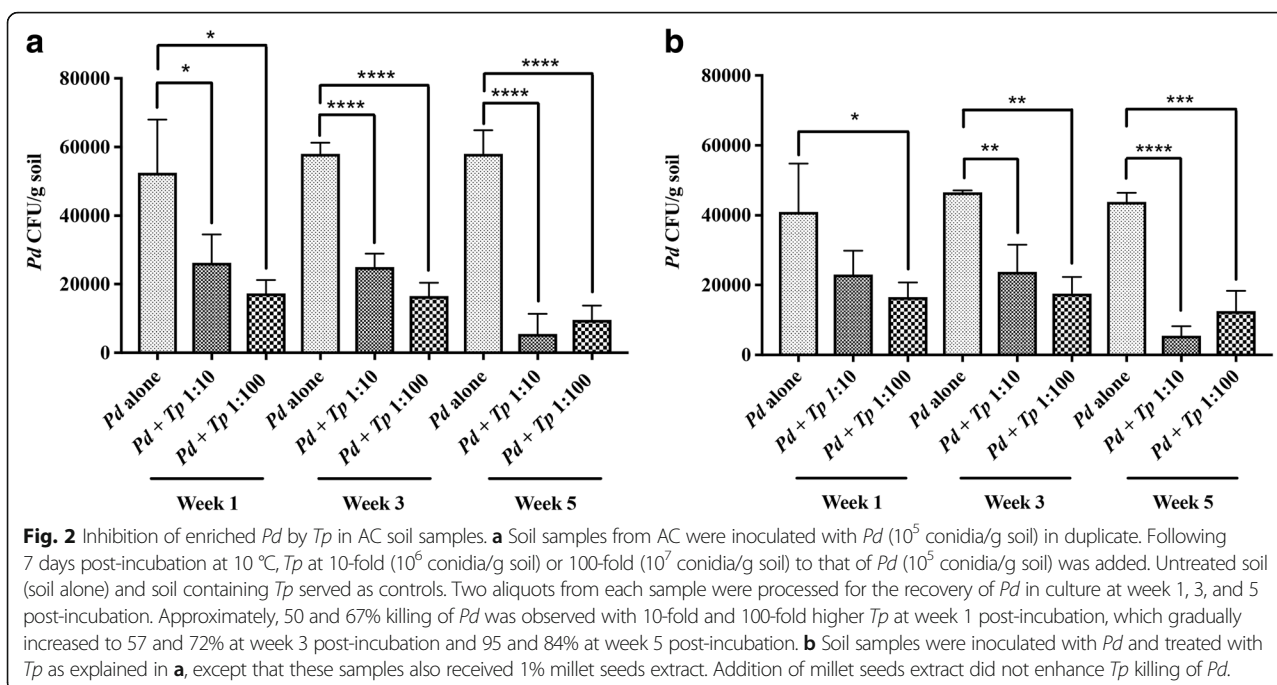 a
b
* * **** **** **** ****
* ** ** **** ***
Pd CFU/g soil
80000
60000
40000
20000
0
Pd alone
Pd + Tp 1:10
Pd + Tp 1:100
Pd alone
Pd + Tp 1:10
Pd + Tp 1:100
Pd alone
Pd + Tp 1:10
Pd + Tp 1:100
Week 1
Week 3
Week 5
Pd CFU/g soil
80000
60000
40000
20000
0
Pd alone
Pd + Tp 1:10
Pd + Tp 1:100
Pd alone
Pd + Tp 1:10
Pd + Tp 1:100
Pd alone
Pd + Tp 1:10
Pd + Tp 1:100
Week 1
Week 3
Week 5
Fig. 2 Inhibition of enriched Pd by Tp in AC soil samples. a Soil samples from AC were inoculated with Pd (10⁵ conidia/g soil) in duplicate. Following
7 days post-incubation at 10 °C, Tp at 10-fold (10⁶ conidia/g soil) or 100-fold (10⁷ conidia/g soil) to that of Pd (10⁵ conidia/g soil) was added. Untreated soil
(soil alone) and soil containing Tp served as controls. Two aliquots from each sample were processed for the recovery of Pd in culture at week 1, 3, and 5
post-incubation. Approximately, 50 and 67% killing of Pd was observed with 10-fold and 100-fold higher Tp at week 1 post-incubation, which gradually
increased to 57 and 72% at week 3 post-incubation and 95 and 84% at week 5 post-incubation. b Soil samples were inoculated with Pd and treated with
Tp as explained in a, except that these samples also received 1% millet seeds extract. Addition of millet seeds extract did not enhance Tp killing of Pd.